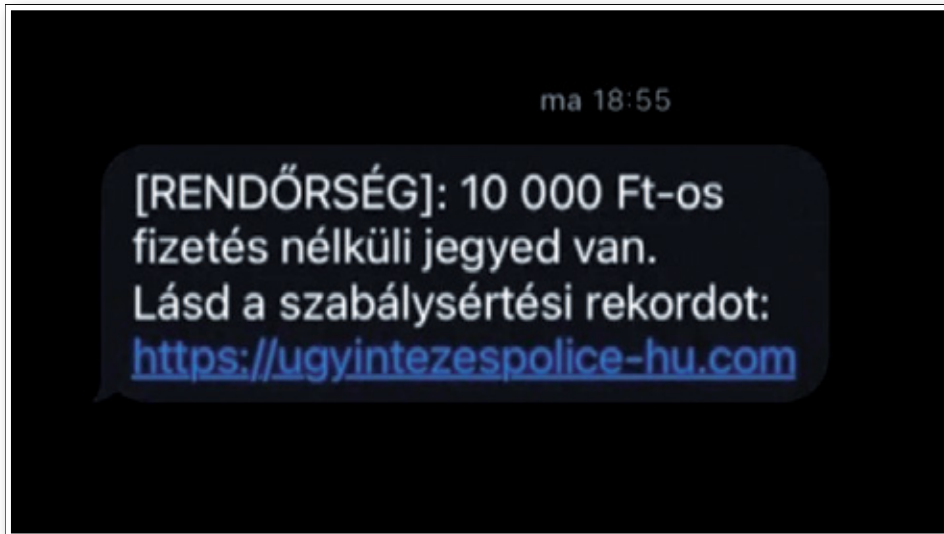 ma 18:55
[RENDŐRSÉG]: 10 000 Ft-os
fizetés nélküli jegyed van.
Lásd a szabálysértési rekordot:
https://ugyintezespolice-hu.com